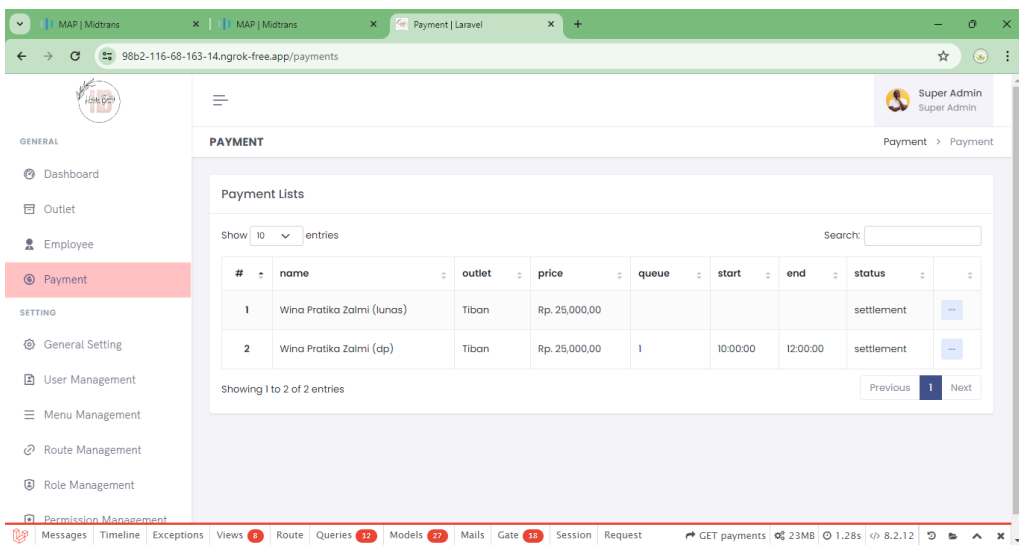 MAP | Midtrans
MAP | Midtrans
Payment | Laravel
98b2-116-68-163-14.ngrok-free.app/payments
Super Admin
Super Admin
GENERAL
PAYMENT
Payment > Payment
Dashboard
Outlet
Employee
Payment
SETTING
General Setting
User Management
Menu Management
Route Management
Role Management
Permission Management
Payment Lists
Show 10 entries
Search:
# name outlet price queue start end status
1 Wina Pratika Zalmi (lunas) Tiban Rp. 25,000,00 settlement ...
2 Wina Pratika Zalmi (dp) Tiban Rp. 25,000,00 1 10:00:00 12:00:00 settlement ...
Showing 1 to 2 of 2 entries
Previous 1 Next
Messages Timeline Exceptions Views 8 Route Queries 12 Models 27 Mails Gate 18 Session Request GET payments 23MB 1.28s 8.2.12